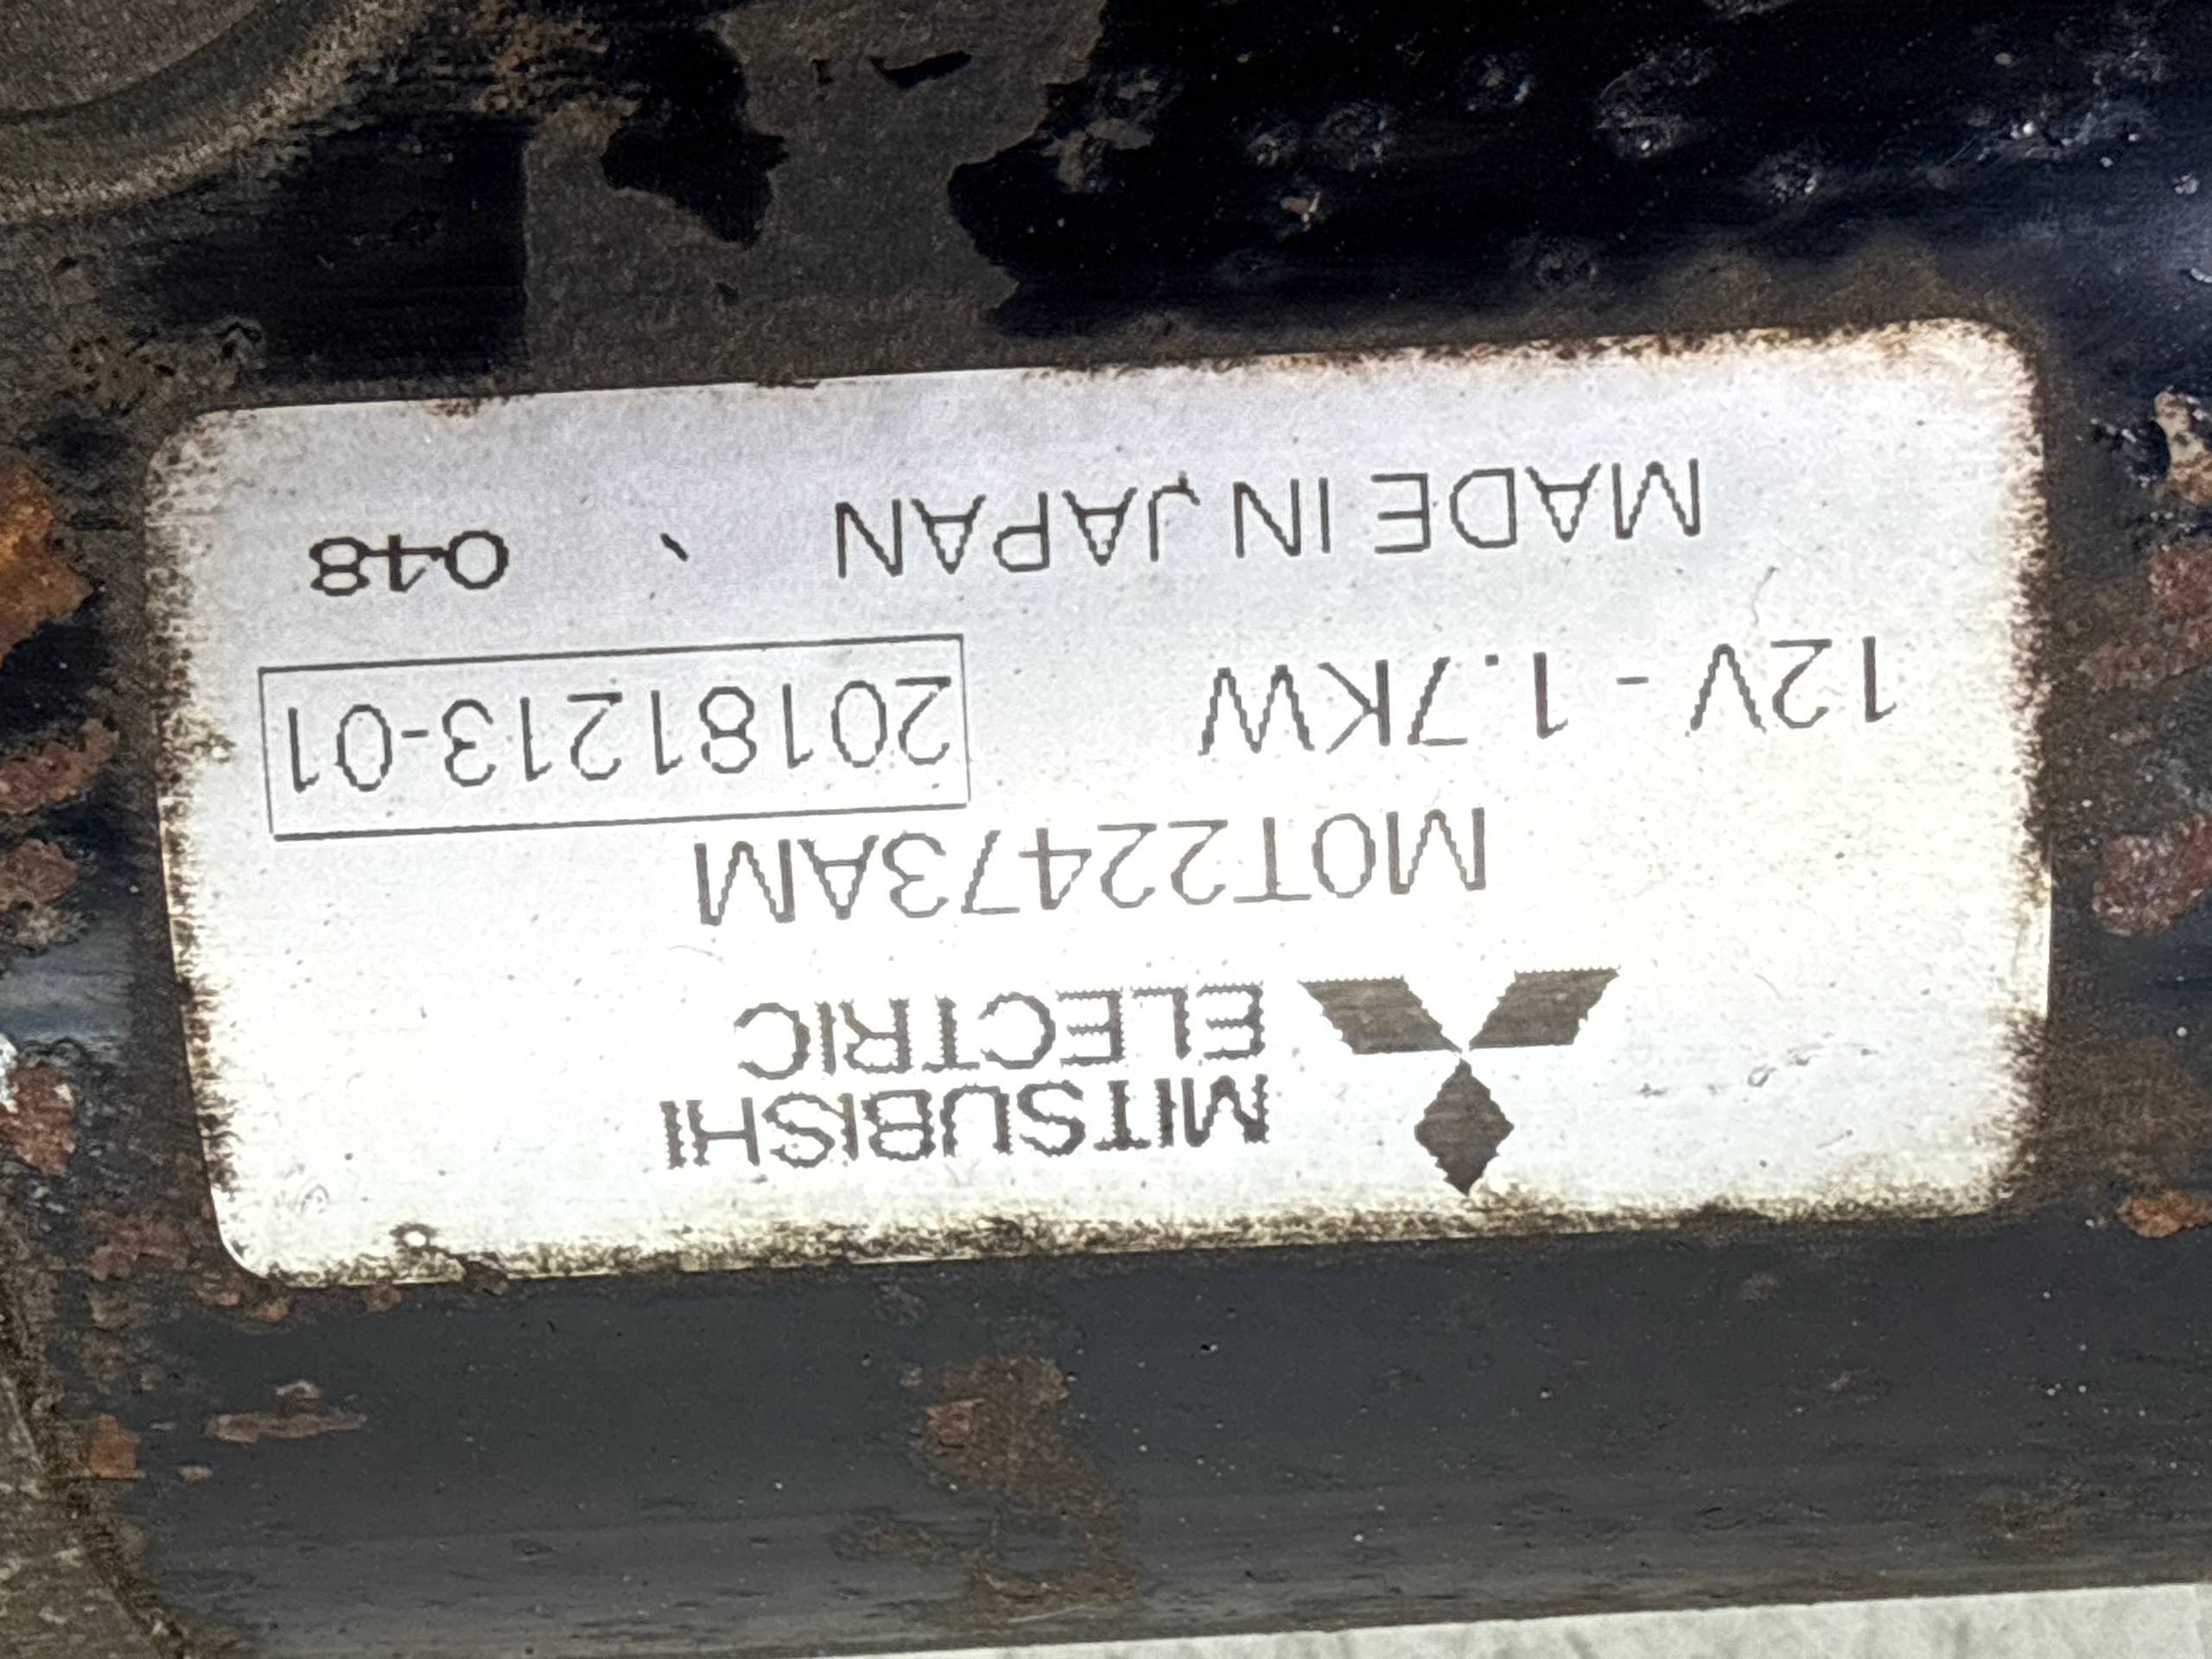 MITSUBISHI
ELECTRIC
M0T22473AM
12V - 1.7KW 20181213-01
MADE IN JAPAN 048